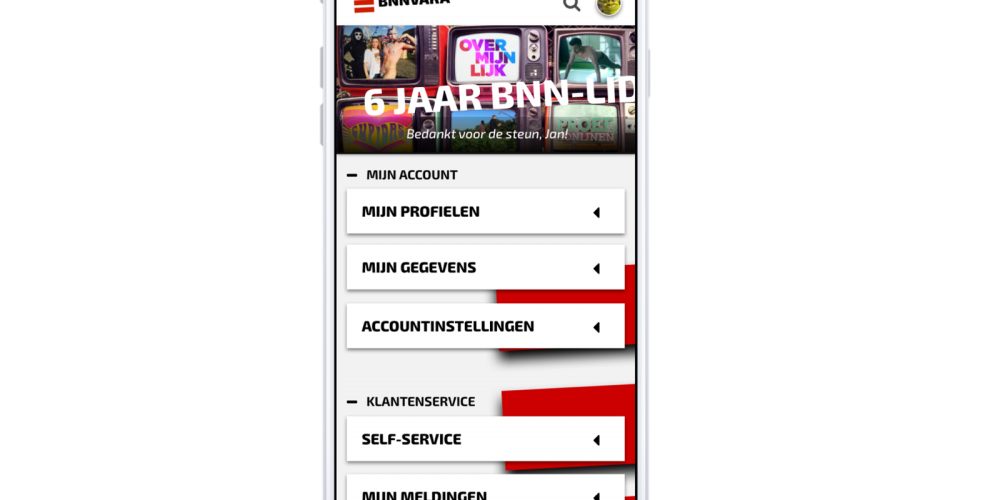 BNNVARA
OVER
MIJN
LIJK
6 JAAR BNN-LID
Bedankt voor de steun, Jan!
MIJN ACCOUNT
MIJN PROFIELEN
MIJN GEGEVENS
ACCOUNTINSTELLINGEN
KLANTENSERVICE
SELF-SERVICE
MIJN MELDINGEN